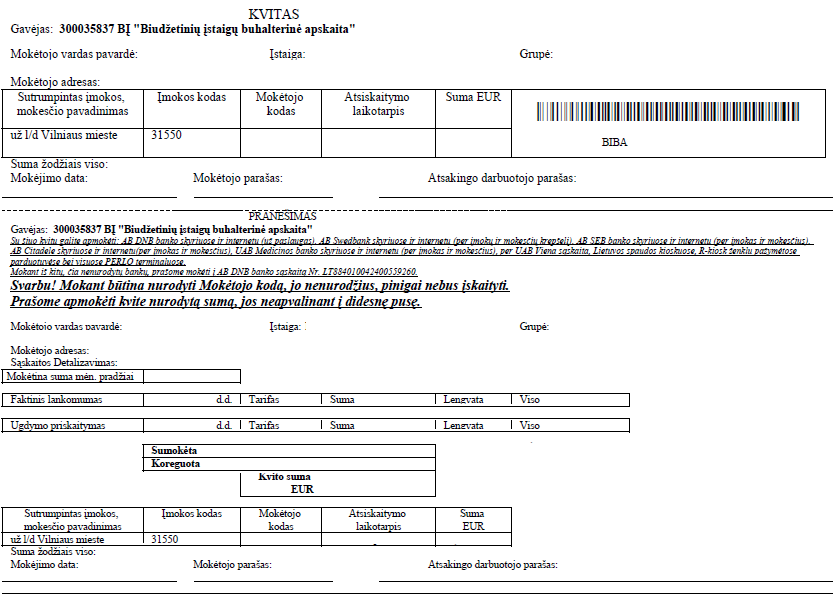 KVITAS
Gavėjas: 300035837 BĮ "Biudžetinių įstaigų buhalterinė apskaita"
Mokėtojo vardas pavardė: Įstaiga: Grupė:
Mokėtojo adresas:
Sutrumpintas įmokos, mokesčio pavadinimas Įmokos kodas Mokėtojo kodas Atsiskaitymo laikotarpis Suma EUR
už l/d Vilniaus mieste 31550
BIBA
Suma žodžiais viso:
Mokėjimo data: Mokėtojo parašas: Atsakingo darbuotojo parašas:
PRANEŠIMAS
Gavėjas: 300035837 BĮ "Biudžetinių įstaigų buhalterinė apskaita"
Su šiuo kvitu galite apmokėti: AB DNB banko skyriuose ir internetu (už paslaugas), AB Swedbank skyriuose ir internetu (per įmokų ir mokesčių krepšelį), AB SEB banko skyriuose ir internetu (per įmokas ir mokesčius),
AB Citadele skyriuose ir internetu(per įmokas ir mokesčius), UAB Medicinos banko skyriuose ir internetu (per įmokas ir mokesčius), per UAB Viena sąskaita, Lietuvos spaudos kioskuose, R-kiosk ženklu pažymėtose
parduotuvėse bei visuose PERLO terminaluose.
Mokant iš kitų, čia nenurodytų bankų, prašome mokėti į AB DNB banko sąskaitą Nr. LT884010042400559260.
Svarbu! Mokant būtina nurodyti Mokėtojo kodą, jo nenurodžius, pinigai nebus įskaityti.
Prašome apmokėti kvite nurodytą sumą, jos neapvalinant į didesnę pusę.
Mokėtojo vardas pavardė: Įstaiga: Grupė:
Mokėtojo adresas:
Sąskaitos Detalizavimas:
Mokėtina suma mėn. pradžiai
Faktinis lankomumas d.d. Tarifas Suma Lengvata Viso
Ugdymo priskaitymas d.d. Tarifas Suma Lengvata Viso
Sumokėta
Koreguota
Kvito suma
EUR
Sutrumpintas įmokos, mokesčio pavadinimas Įmokos kodas Mokėtojo kodas Atsiskaitymo laikotarpis Suma EUR
už l/d Vilniaus mieste 31550
Suma žodžiais viso:
Mokėjimo data: Mokėtojo parašas: Atsakingo darbuotojo parašas: